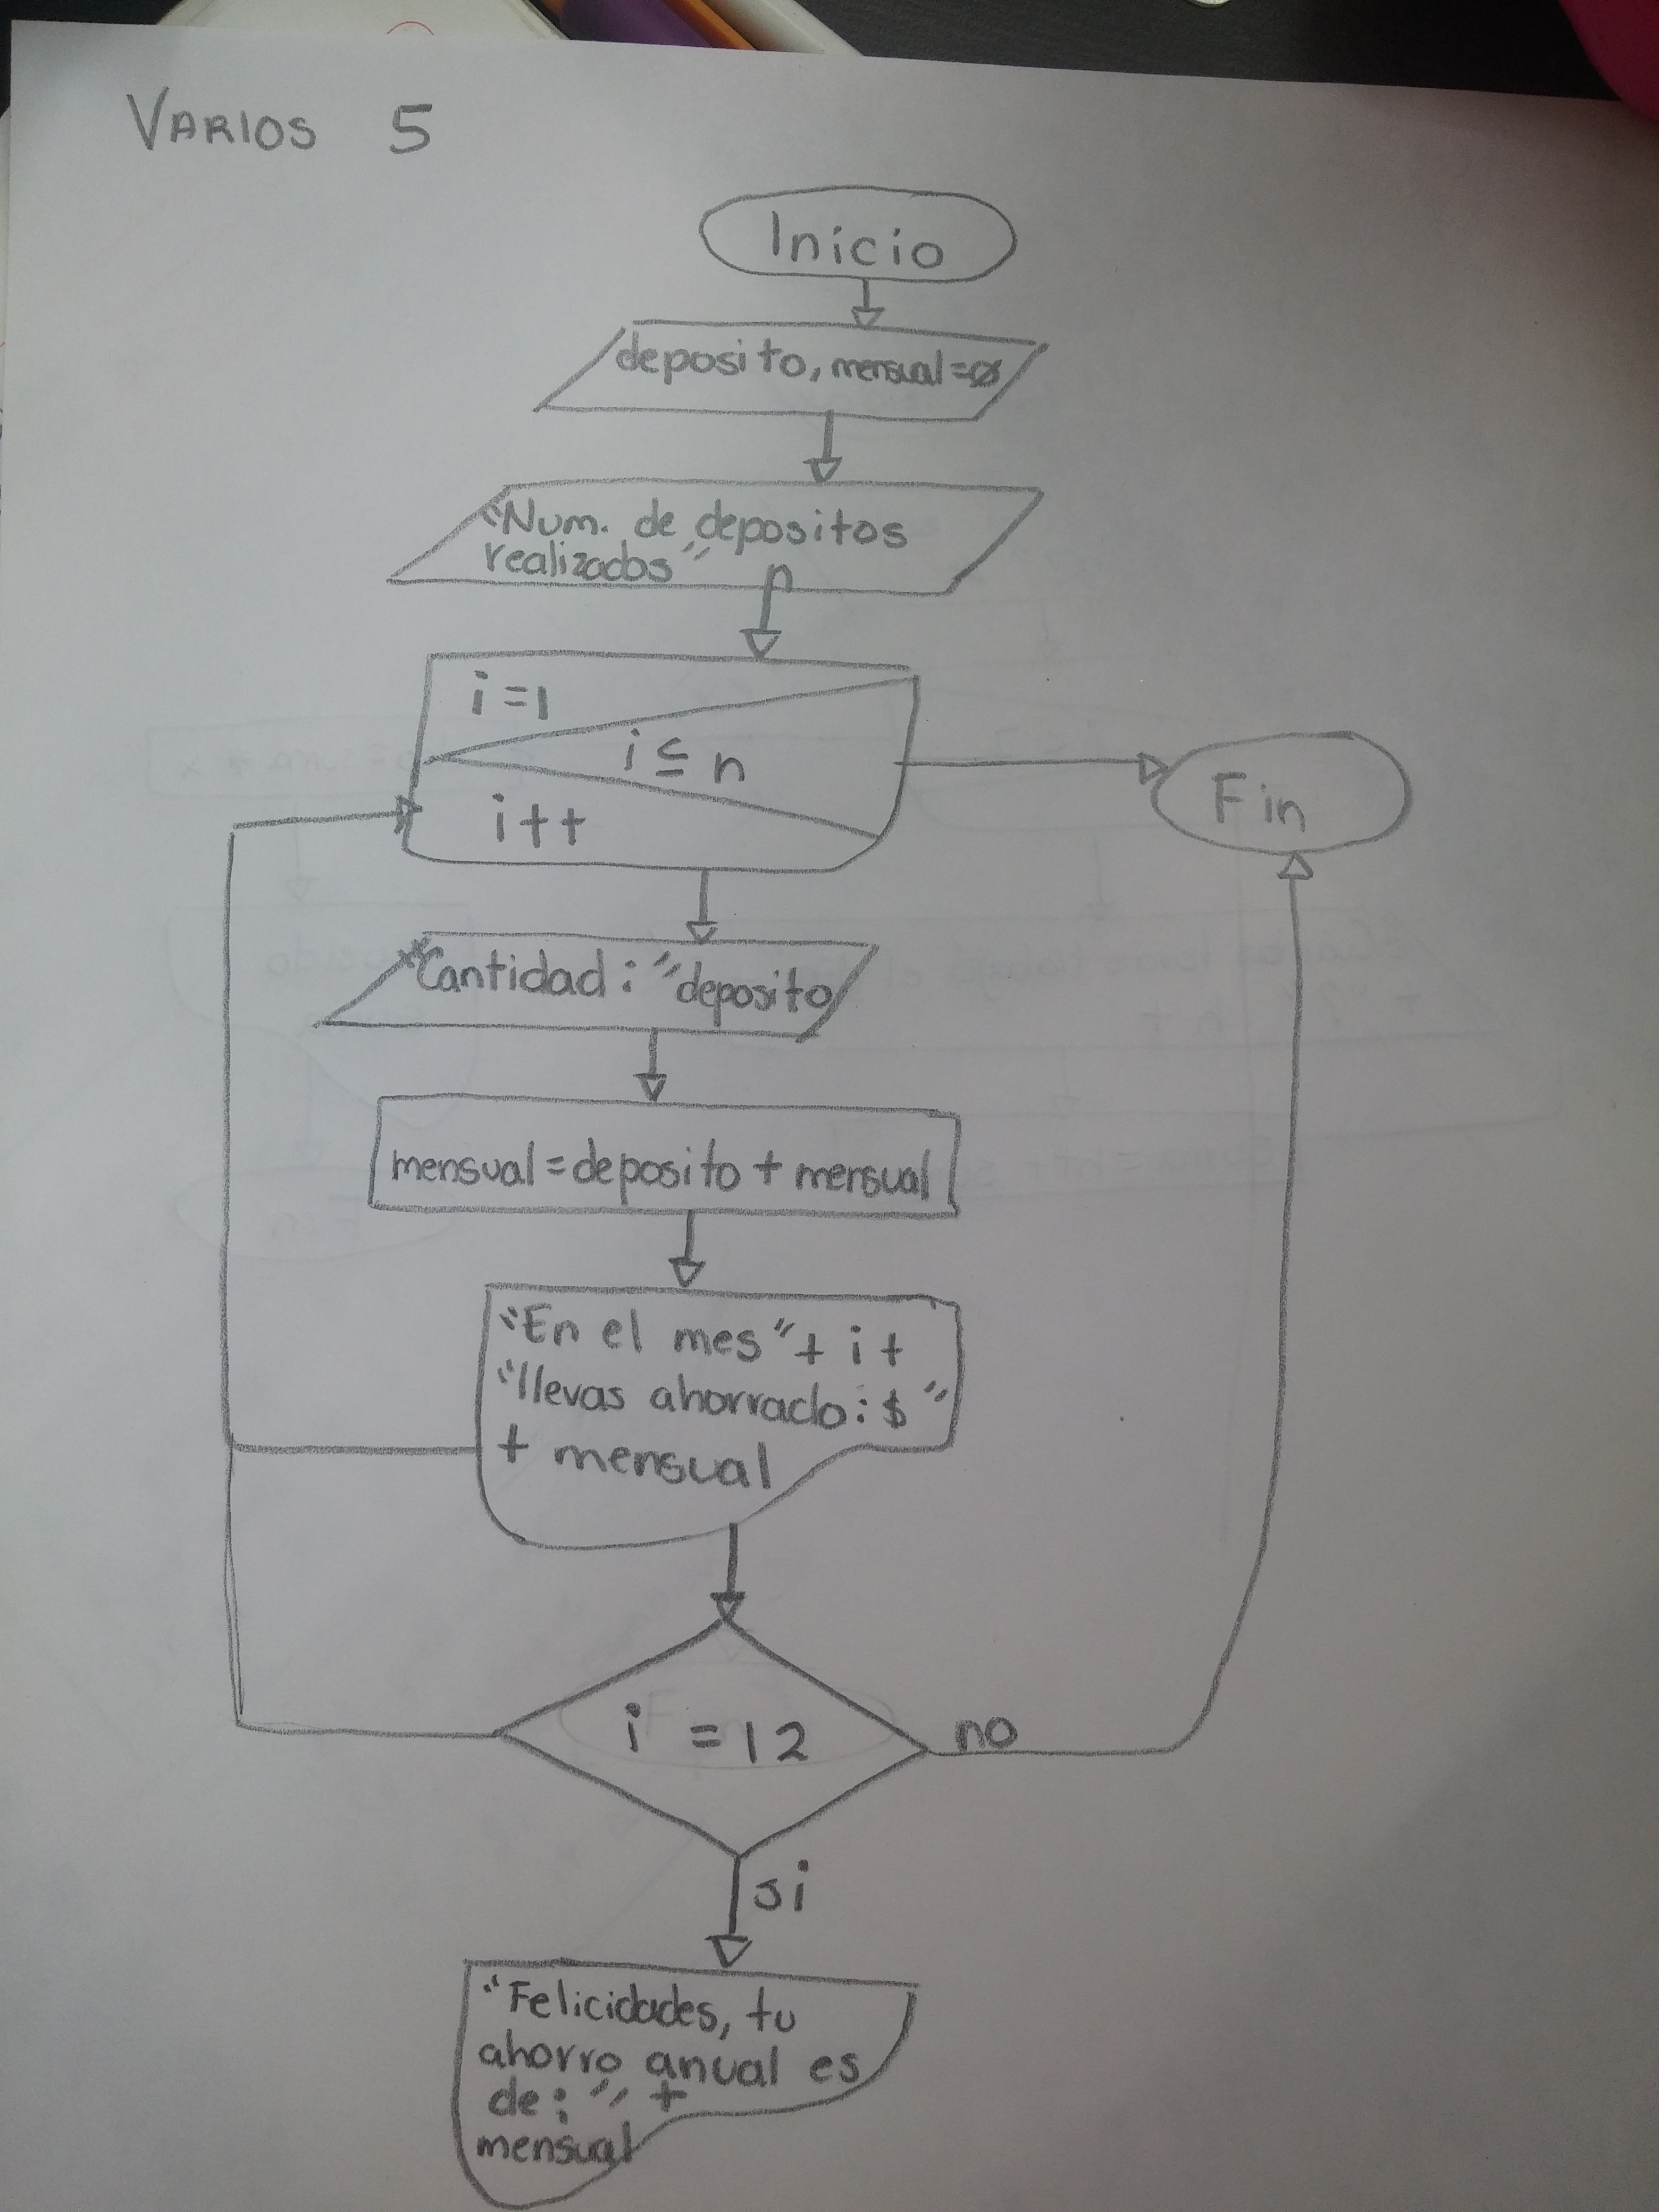 VARIOS 5
Inicio
deposito, mensual=0
"Num. de depositos
realizados" n
i=1
i ≤ n
i++
Fin
"Cantidad: "deposito
mensual = deposito + mensual
"En el mes" + i +
"llevas ahorrado: $ "
+ mensual
i = 12
no
si
"Felicidades, tu
ahorro anual es
de: " +
mensual